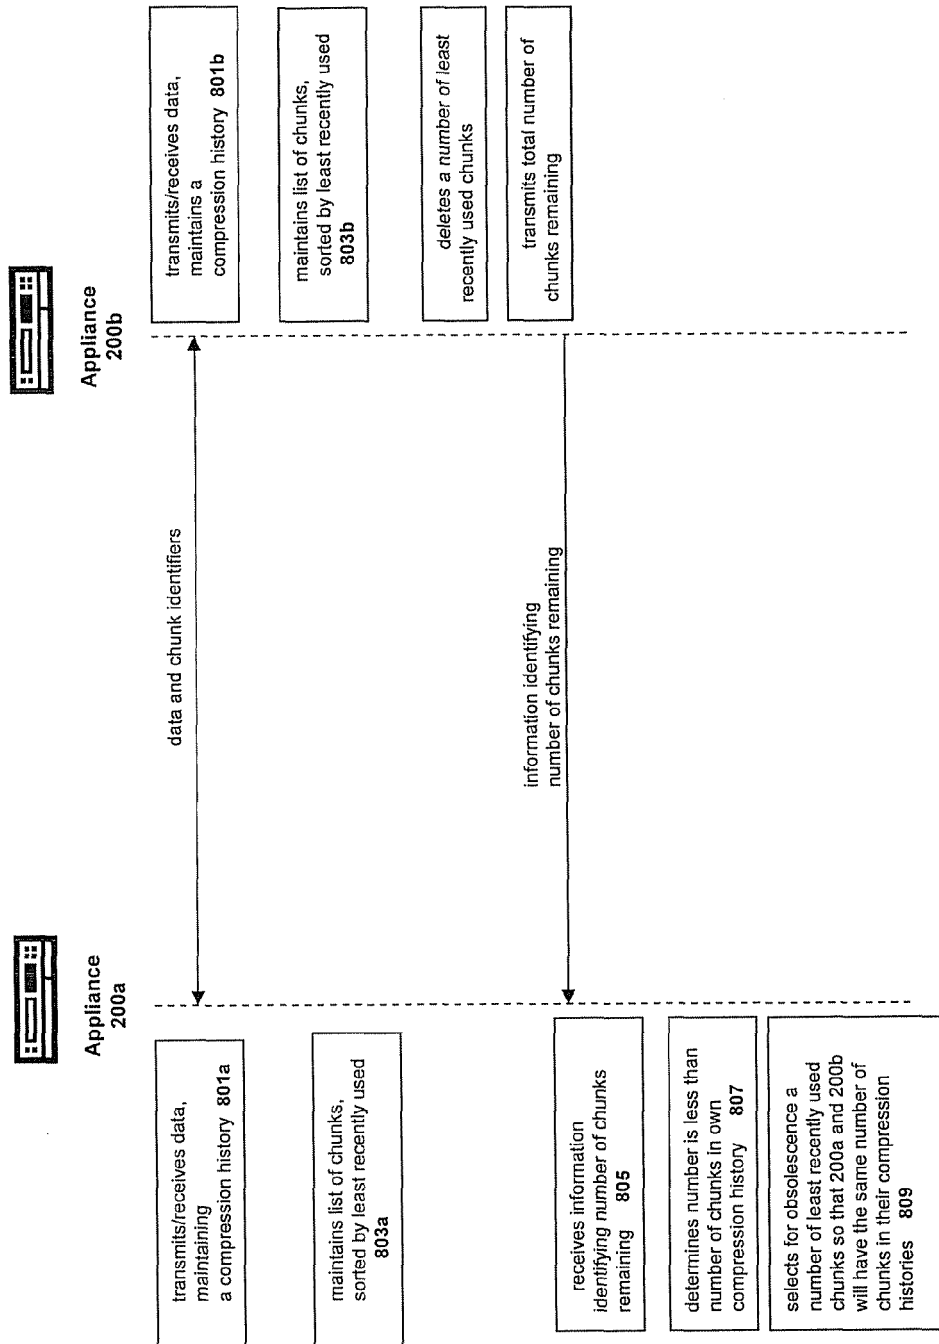 Appliance
200a
Appliance
200b
transmits/receives data,
maintaining
a compression history 801a
data and chunk identifiers
transmits/receives data,
maintains a
compression history 801b
maintains list of chunks,
sorted by least recently used
803a
maintains list of chunks,
sorted by least recently used
803b
deletes a number of least
recently used chunks
transmits total number of
chunks remaining
information identifying
number of chunks remaining
receives information
identifying number of chunks
remaining 805
determines number is less than
number of chunks in own
compression history 807
selects for obsolescence a
number of least recently used
chunks so that 200a and 200b
will have the same number of
chunks in their compression
histories 809